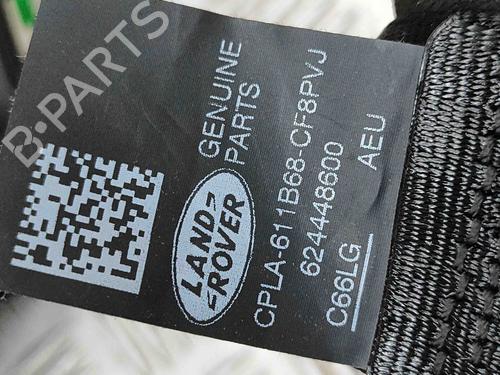 GENUINE
PARTS
LAND-
-ROVER
CPLA-611B68-CF8PVJ
624448600
C66LG AEU
B-PARTS